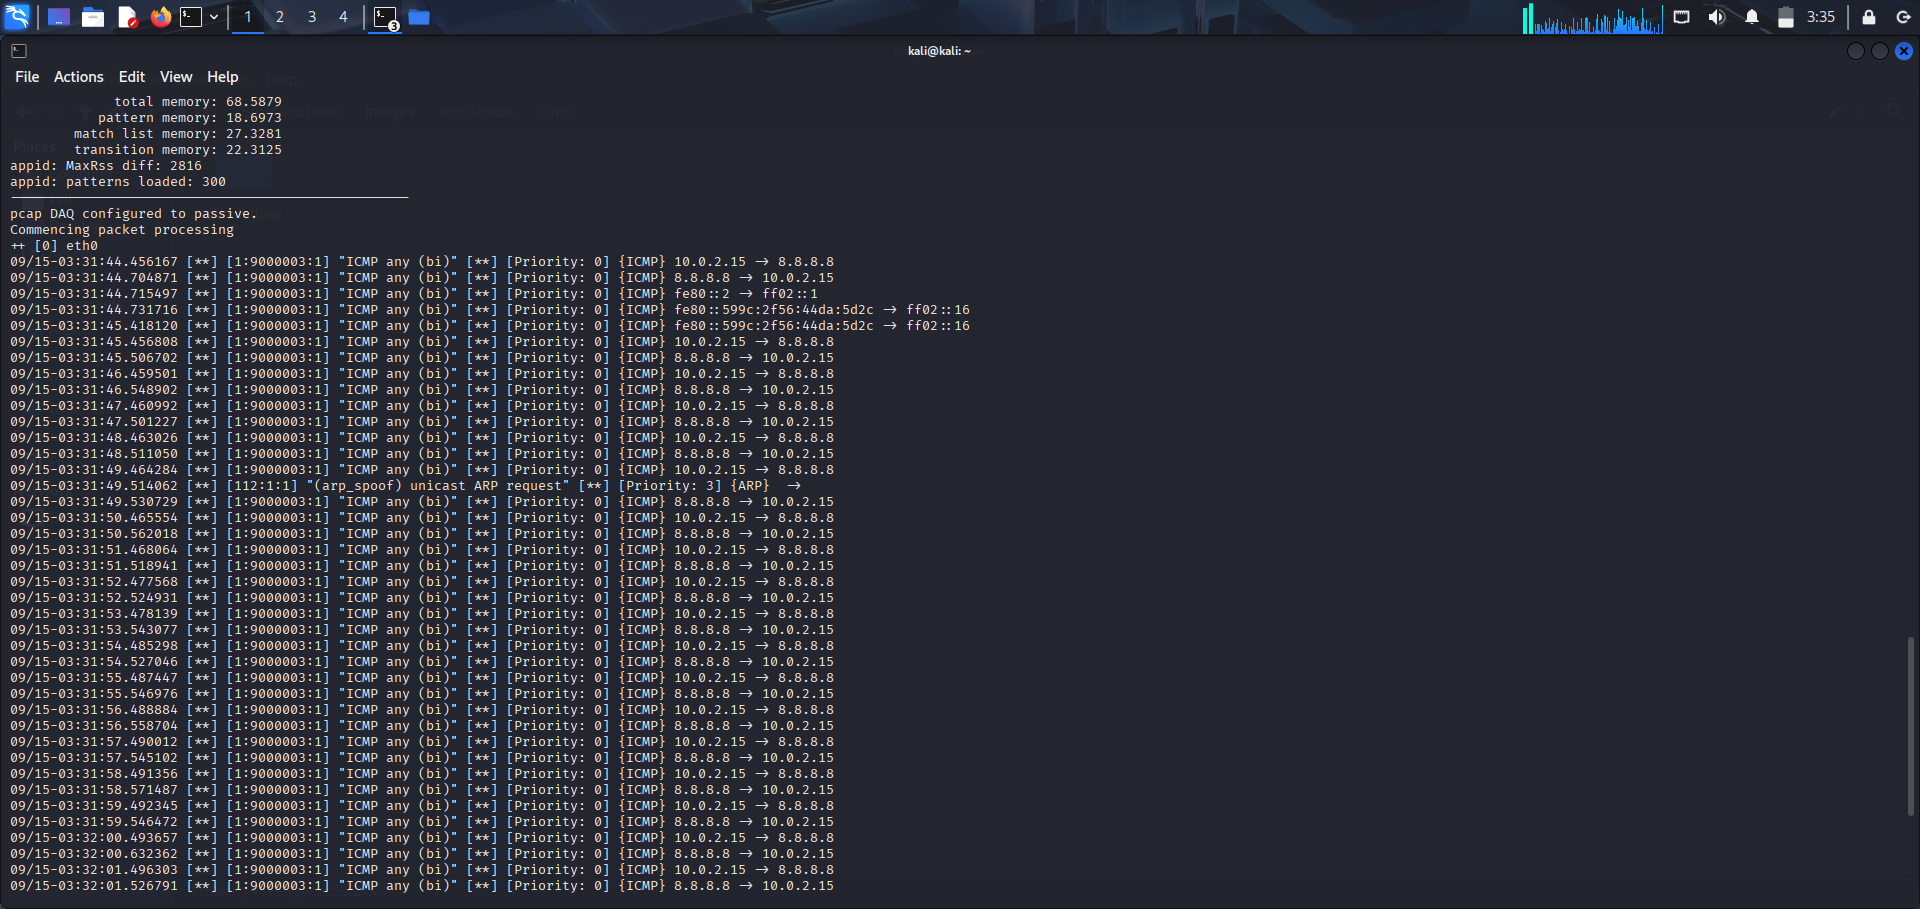 1 2 3 4 3 3:35
kali@kali: ~
File Actions Edit View Help
total memory: 68.5879
pattern memory: 18.6973
match list memory: 27.3281
transition memory: 22.3125
appid: MaxRss diff: 2816
appid: patterns loaded: 300
pcap DAQ configured to passive.
Commencing packet processing
++ [0] eth0
09/15-03:31:44.456167 [**] [1:9000003:1] "ICMP any (bi)" [**] [Priority: 0] {ICMP} 10.0.2.15 -> 8.8.8.8
09/15-03:31:44.704871 [**] [1:9000003:1] "ICMP any (bi)" [**] [Priority: 0] {ICMP} 8.8.8.8 -> 10.0.2.15
09/15-03:31:44.715497 [**] [1:9000003:1] "ICMP any (bi)" [**] [Priority: 0] {ICMP} fe80::2 -> ff02::1
09/15-03:31:44.731716 [**] [1:9000003:1] "ICMP any (bi)" [**] [Priority: 0] {ICMP} fe80::599c:2f56:44da:5d2c -> ff02::16
09/15-03:31:45.418120 [**] [1:9000003:1] "ICMP any (bi)" [**] [Priority: 0] {ICMP} fe80::599c:2f56:44da:5d2c -> ff02::16
09/15-03:31:45.456808 [**] [1:9000003:1] "ICMP any (bi)" [**] [Priority: 0] {ICMP} 10.0.2.15 -> 8.8.8.8
09/15-03:31:45.506702 [**] [1:9000003:1] "ICMP any (bi)" [**] [Priority: 0] {ICMP} 8.8.8.8 -> 10.0.2.15
09/15-03:31:46.459501 [**] [1:9000003:1] "ICMP any (bi)" [**] [Priority: 0] {ICMP} 10.0.2.15 -> 8.8.8.8
09/15-03:31:46.548902 [**] [1:9000003:1] "ICMP any (bi)" [**] [Priority: 0] {ICMP} 8.8.8.8 -> 10.0.2.15
09/15-03:31:47.460992 [**] [1:9000003:1] "ICMP any (bi)" [**] [Priority: 0] {ICMP} 10.0.2.15 -> 8.8.8.8
09/15-03:31:47.501227 [**] [1:9000003:1] "ICMP any (bi)" [**] [Priority: 0] {ICMP} 8.8.8.8 -> 10.0.2.15
09/15-03:31:48.463026 [**] [1:9000003:1] "ICMP any (bi)" [**] [Priority: 0] {ICMP} 10.0.2.15 -> 8.8.8.8
09/15-03:31:48.511050 [**] [1:9000003:1] "ICMP any (bi)" [**] [Priority: 0] {ICMP} 8.8.8.8 -> 10.0.2.15
09/15-03:31:49.464284 [**] [1:9000003:1] "ICMP any (bi)" [**] [Priority: 0] {ICMP} 10.0.2.15 -> 8.8.8.8
09/15-03:31:49.514062 [**] [112:1:1] "(arp_spoof) unicast ARP request" [**] [Priority: 3] {ARP}  ->
09/15-03:31:49.530729 [**] [1:9000003:1] "ICMP any (bi)" [**] [Priority: 0] {ICMP} 8.8.8.8 -> 10.0.2.15
09/15-03:31:50.465554 [**] [1:9000003:1] "ICMP any (bi)" [**] [Priority: 0] {ICMP} 10.0.2.15 -> 8.8.8.8
09/15-03:31:50.562018 [**] [1:9000003:1] "ICMP any (bi)" [**] [Priority: 0] {ICMP} 8.8.8.8 -> 10.0.2.15
09/15-03:31:51.468064 [**] [1:9000003:1] "ICMP any (bi)" [**] [Priority: 0] {ICMP} 10.0.2.15 -> 8.8.8.8
09/15-03:31:51.518941 [**] [1:9000003:1] "ICMP any (bi)" [**] [Priority: 0] {ICMP} 8.8.8.8 -> 10.0.2.15
09/15-03:31:52.477568 [**] [1:9000003:1] "ICMP any (bi)" [**] [Priority: 0] {ICMP} 10.0.2.15 -> 8.8.8.8
09/15-03:31:52.524931 [**] [1:9000003:1] "ICMP any (bi)" [**] [Priority: 0] {ICMP} 8.8.8.8 -> 10.0.2.15
09/15-03:31:53.478139 [**] [1:9000003:1] "ICMP any (bi)" [**] [Priority: 0] {ICMP} 10.0.2.15 -> 8.8.8.8
09/15-03:31:53.543077 [**] [1:9000003:1] "ICMP any (bi)" [**] [Priority: 0] {ICMP} 8.8.8.8 -> 10.0.2.15
09/15-03:31:54.485298 [**] [1:9000003:1] "ICMP any (bi)" [**] [Priority: 0] {ICMP} 10.0.2.15 -> 8.8.8.8
09/15-03:31:54.527046 [**] [1:9000003:1] "ICMP any (bi)" [**] [Priority: 0] {ICMP} 8.8.8.8 -> 10.0.2.15
09/15-03:31:55.487447 [**] [1:9000003:1] "ICMP any (bi)" [**] [Priority: 0] {ICMP} 10.0.2.15 -> 8.8.8.8
09/15-03:31:55.546976 [**] [1:9000003:1] "ICMP any (bi)" [**] [Priority: 0] {ICMP} 8.8.8.8 -> 10.0.2.15
09/15-03:31:56.488884 [**] [1:9000003:1] "ICMP any (bi)" [**] [Priority: 0] {ICMP} 10.0.2.15 -> 8.8.8.8
09/15-03:31:56.558704 [**] [1:9000003:1] "ICMP any (bi)" [**] [Priority: 0] {ICMP} 8.8.8.8 -> 10.0.2.15
09/15-03:31:57.490012 [**] [1:9000003:1] "ICMP any (bi)" [**] [Priority: 0] {ICMP} 10.0.2.15 -> 8.8.8.8
09/15-03:31:57.545102 [**] [1:9000003:1] "ICMP any (bi)" [**] [Priority: 0] {ICMP} 8.8.8.8 -> 10.0.2.15
09/15-03:31:58.491356 [**] [1:9000003:1] "ICMP any (bi)" [**] [Priority: 0] {ICMP} 10.0.2.15 -> 8.8.8.8
09/15-03:31:58.571487 [**] [1:9000003:1] "ICMP any (bi)" [**] [Priority: 0] {ICMP} 8.8.8.8 -> 10.0.2.15
09/15-03:31:59.492345 [**] [1:9000003:1] "ICMP any (bi)" [**] [Priority: 0] {ICMP} 10.0.2.15 -> 8.8.8.8
09/15-03:31:59.546472 [**] [1:9000003:1] "ICMP any (bi)" [**] [Priority: 0] {ICMP} 8.8.8.8 -> 10.0.2.15
09/15-03:32:00.493657 [**] [1:9000003:1] "ICMP any (bi)" [**] [Priority: 0] {ICMP} 10.0.2.15 -> 8.8.8.8
09/15-03:32:00.632362 [**] [1:9000003:1] "ICMP any (bi)" [**] [Priority: 0] {ICMP} 8.8.8.8 -> 10.0.2.15
09/15-03:32:01.496303 [**] [1:9000003:1] "ICMP any (bi)" [**] [Priority: 0] {ICMP} 10.0.2.15 -> 8.8.8.8
09/15-03:32:01.526791 [**] [1:9000003:1] "ICMP any (bi)" [**] [Priority: 0] {ICMP} 8.8.8.8 -> 10.0.2.15